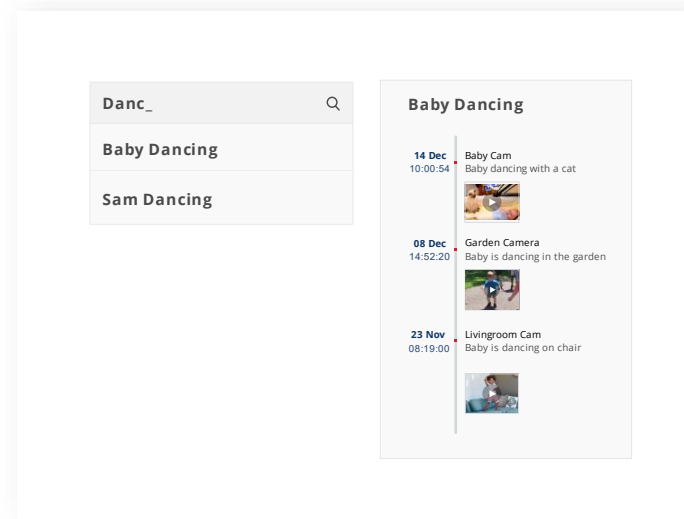 Danc_
Baby Dancing
Sam Dancing
Baby Dancing
14 Dec
10:00:54
Baby Cam
Baby dancing with a cat
08 Dec
14:52:20
Garden Camera
Baby is dancing in the garden
23 Nov
08:19:00
Livingroom Cam
Baby is dancing on chair